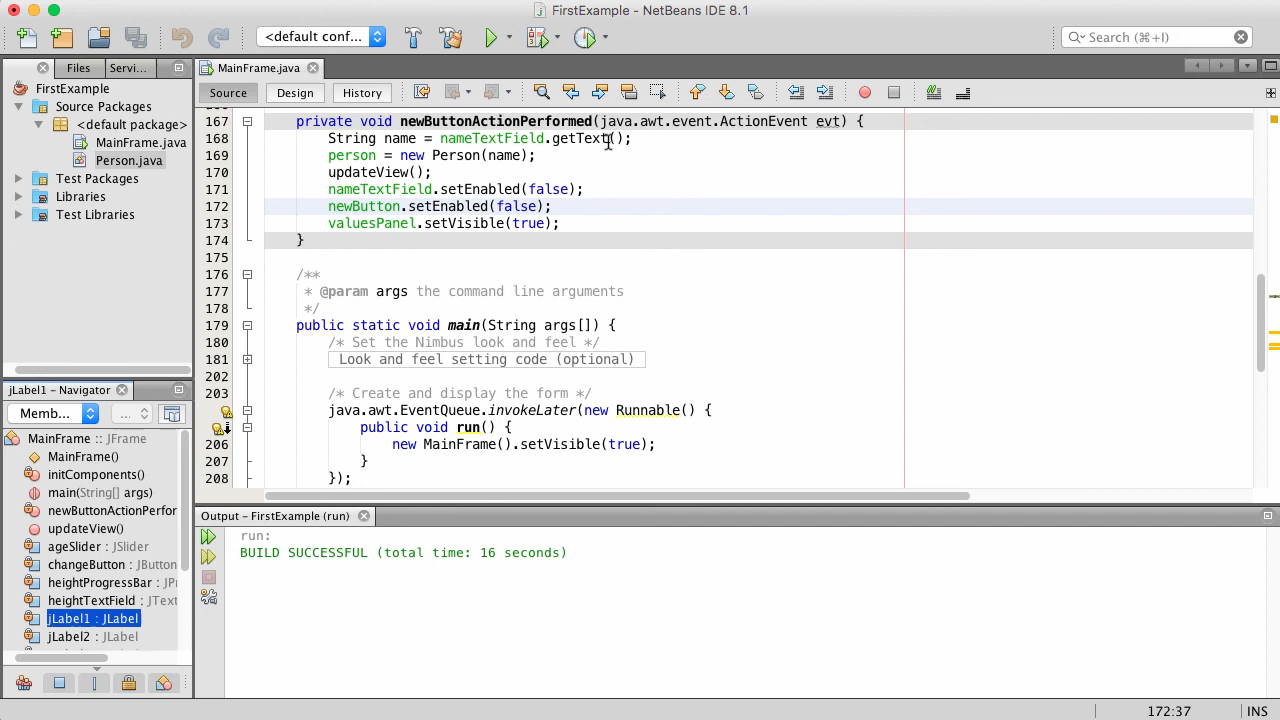 FirstExample - NetBeans IDE 8.1
<default conf...
Search (⌘+I)
Files
Servi...
MainFrame.java
FirstExample
Source Packages
<default package>
MainFrame.java
Person.java
Test Packages
Libraries
Test Libraries
Source
Design
History
167 private void newButtonActionPerformed(java.awt.event.ActionEvent evt) {
168 String name = nameTextField.getText();
169 person = new Person(name);
170 updateView();
171 nameTextField.setEnabled(false);
172 newButton.setEnabled(false);
173 valuesPanel.setVisible(true);
174 }
175
176 /**
177 * @param args the command line arguments
178 */
179 public static void main(String args[]) {
180 /* Set the Nimbus look and feel */
181 Look and feel setting code (optional)
202
203 /* Create and display the form */
java.awt.EventQueue.invokeLater(new Runnable() {
public void run() {
206 new MainFrame().setVisible(true);
207 }
208 });
jLabel1 - Navigator
Memb...
...
MainFrame :: JFrame
MainFrame()
initComponents()
main(String[] args)
newButtonActionPerfor
updateView()
ageSlider : JSlider
changeButton : JButton
heightProgressBar : JPr
heightTextField : JText
jLabel1 : JLabel
jLabel2 : JLabel
Output - FirstExample (run)
run:
BUILD SUCCESSFUL (total time: 16 seconds)
172:37
INS